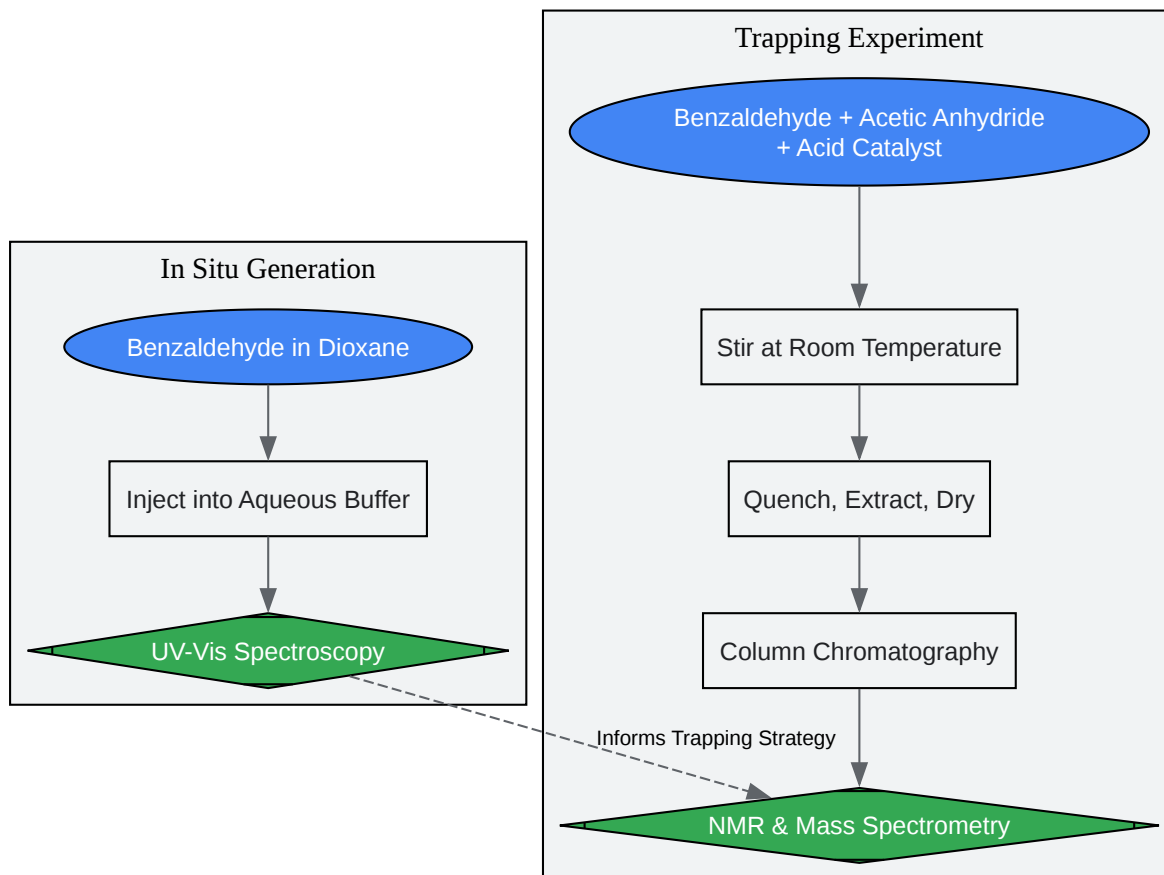 Trapping Experiment
Benzaldehyde + Acetic Anhydride
+ Acid Catalyst
Stir at Room Temperature
Quench, Extract, Dry
Column Chromatography
NMR & Mass Spectrometry
In Situ Generation
Benzaldehyde in Dioxane
Inject into Aqueous Buffer
UV-Vis Spectroscopy
Informs Trapping Strategy